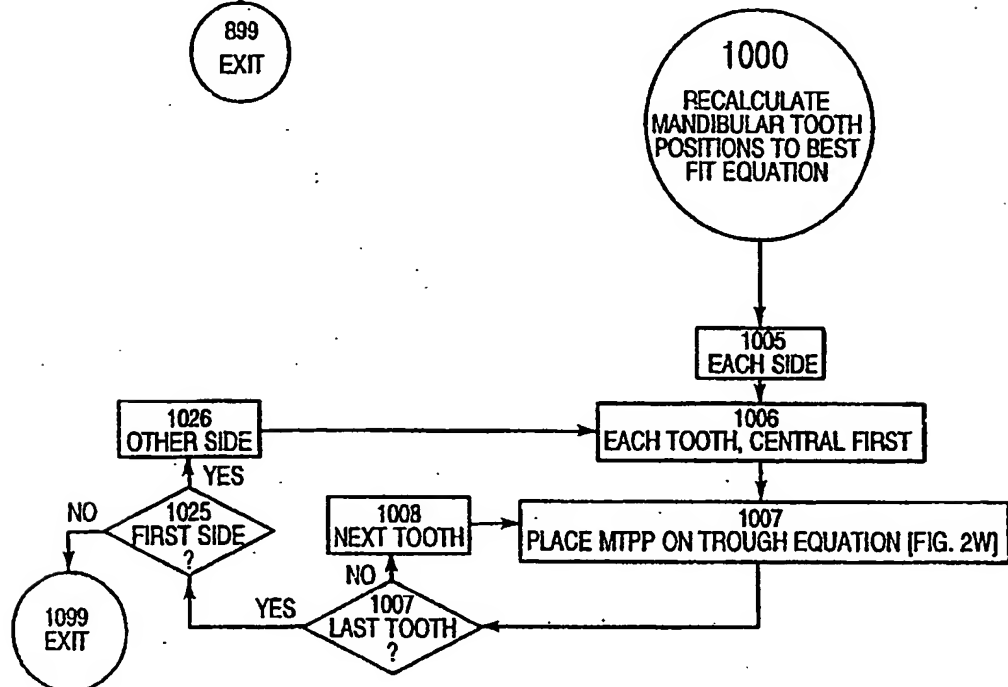 899
EXIT
1000
RECALCULATE
MANDIBULAR TOOTH
POSITIONS TO BEST
FIT EQUATION
1005
EACH SIDE
1026
OTHER SIDE
1006
EACH TOOTH, CENTRAL FIRST
YES
NO
1025
FIRST SIDE
?
1008
NEXT TOOTH
1007
PLACE MTPP ON TROUGH EQUATION (FIG. 2W)
NO
YES
1007
LAST TOOTH
?
1099
EXIT